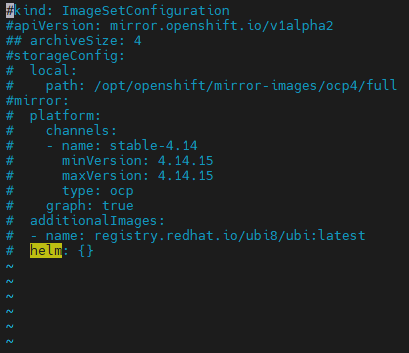 #kind: ImageSetConfiguration
#apiVersion: mirror.openshift.io/v1alpha2
## archiveSize: 4
#storageConfig:
#  local:
#    path: /opt/openshift/mirror-images/ocp4/full
#mirror:
#  platform:
#    channels:
#    - name: stable-4.14
#      minVersion: 4.14.15
#      maxVersion: 4.14.15
#      type: ocp
#    graph: true
#  additionalImages:
#  - name: registry.redhat.io/ubi8/ubi:latest
#  helm: {}
~
~
~
~
~
~